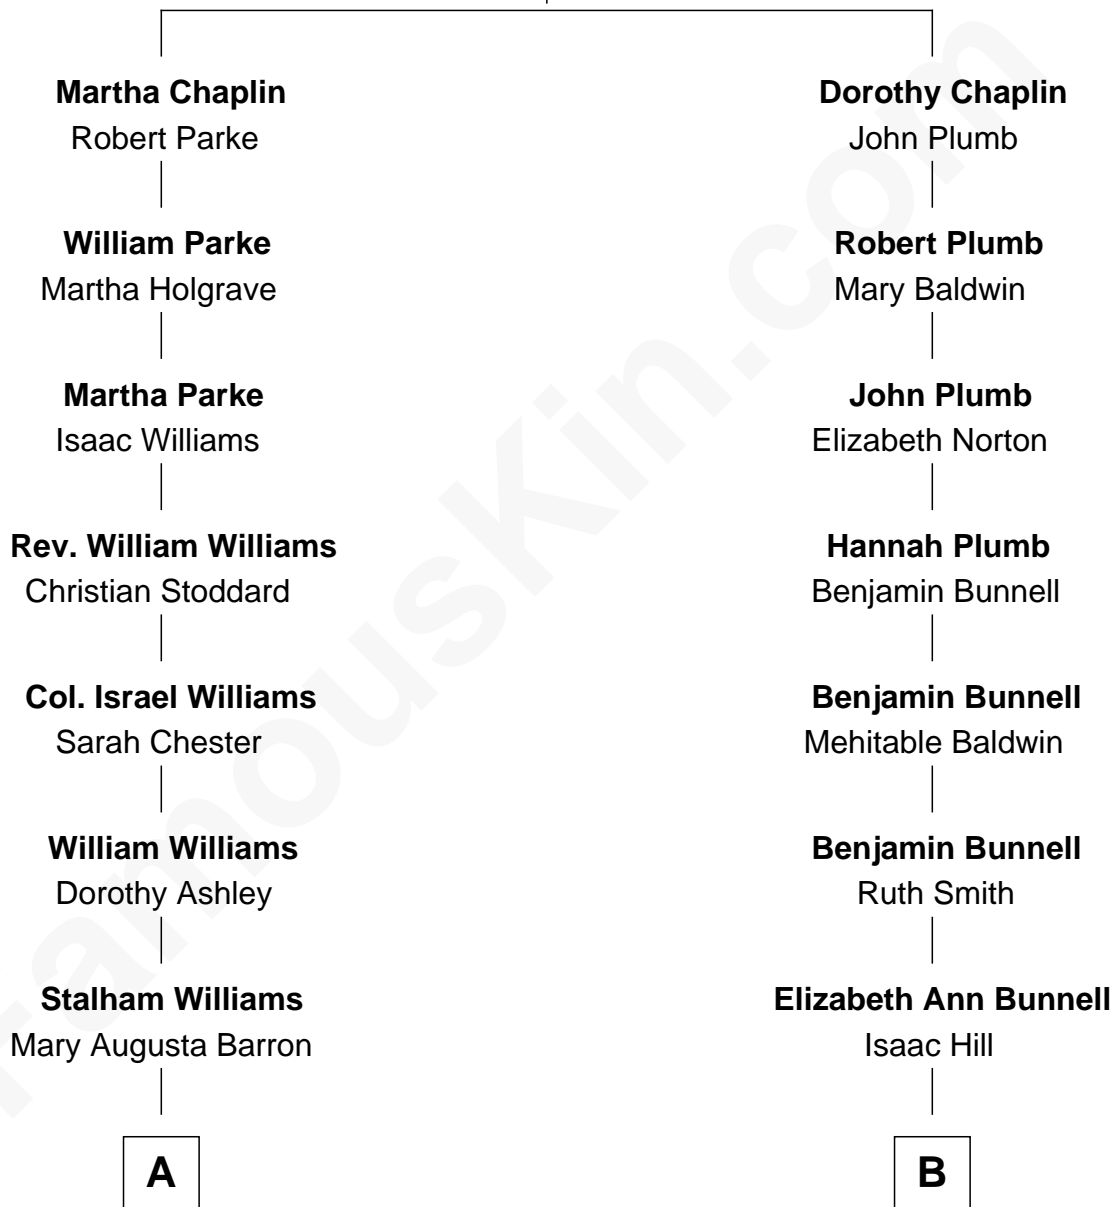 Martha Chaplin
Robert Parke
William Parke
Martha Holgrave
Martha Parke
Isaac Williams
Rev. William Williams
Christian Stoddard
Col. Israel Williams
Sarah Chester
William Williams
Dorothy Ashley
Stalham Williams
Mary Augusta Barron
A
Dorothy Chaplin
John Plumb
Robert Plumb
Mary Baldwin
John Plumb
Elizabeth Norton
Hannah Plumb
Benjamin Bunnell
Benjamin Bunnell
Mehitable Baldwin
Benjamin Bunnell
Ruth Smith
Elizabeth Ann Bunnell
Isaac Hill
B
FamousKin.com